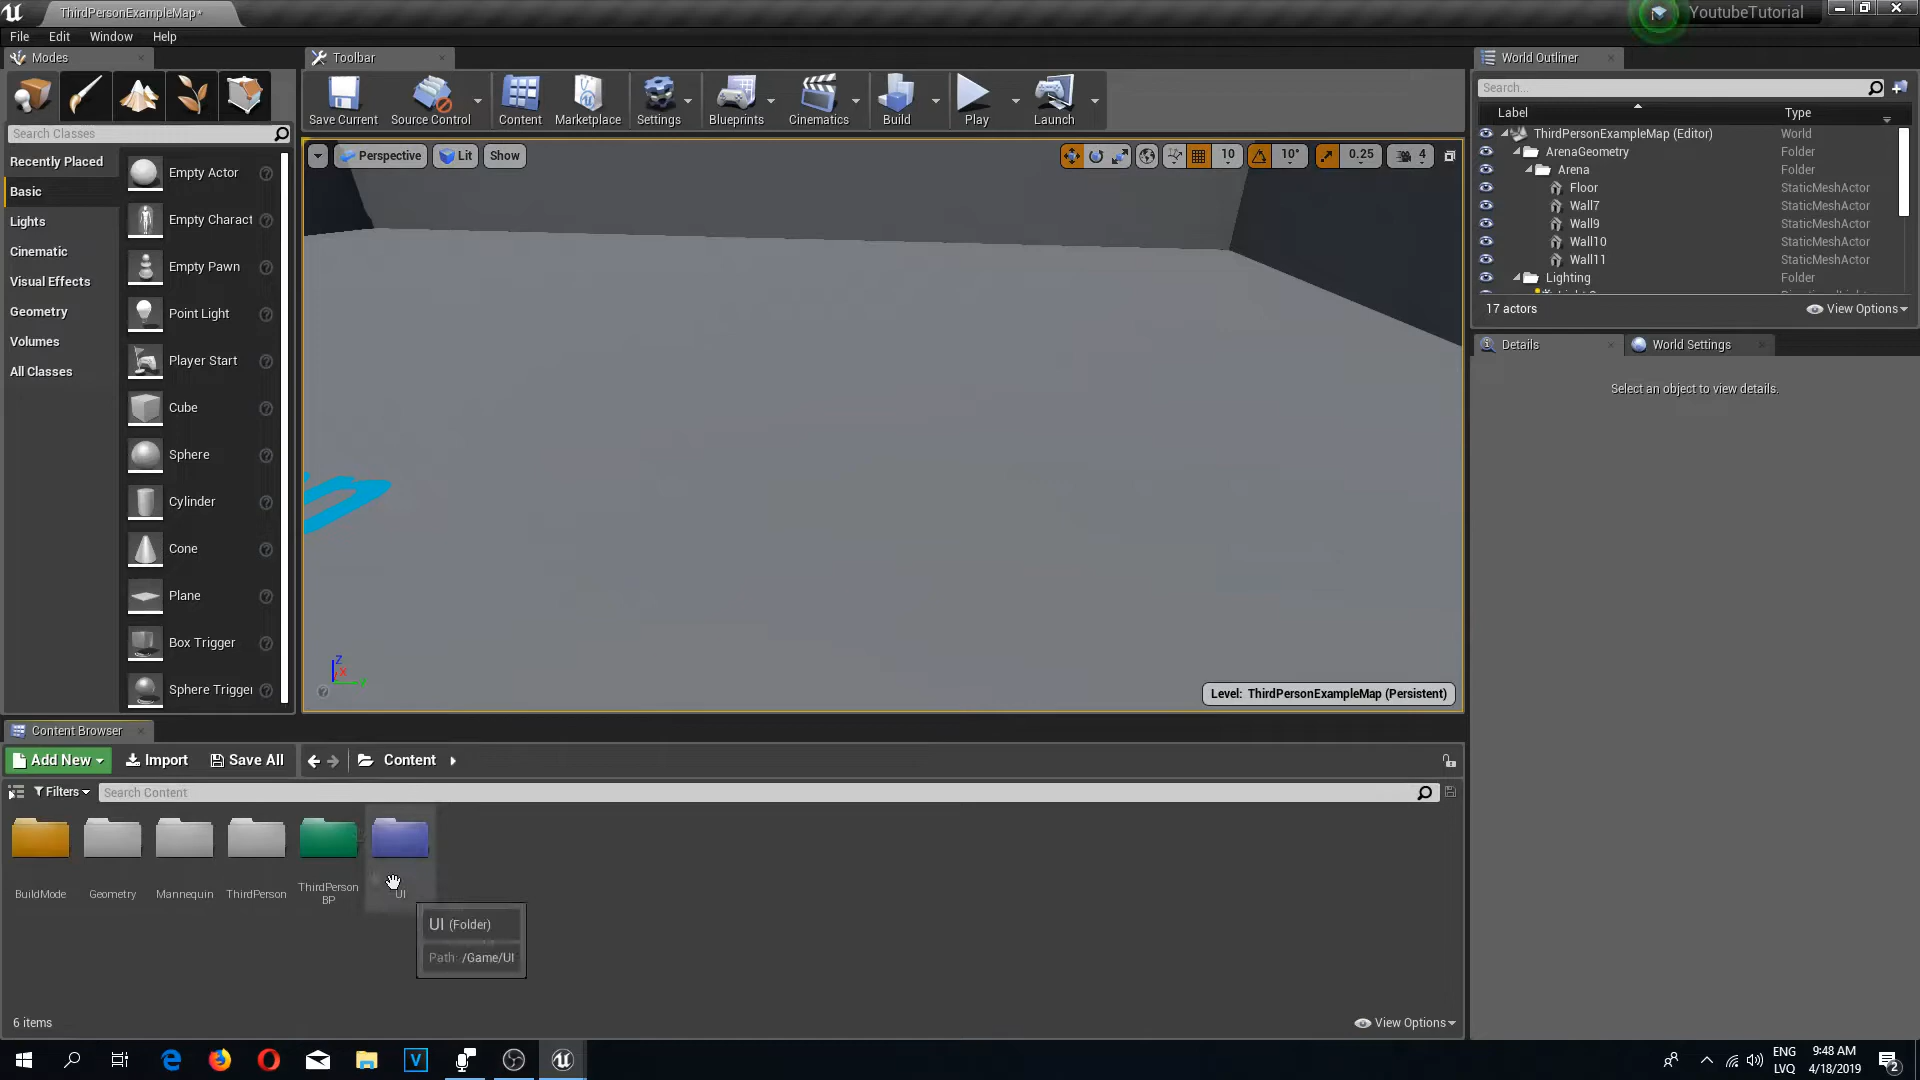 ThirdPersonExampleMap*
YoutubeTutorial
File Edit Window Help
Modes
Toolbar
World Outliner
Save Current
Source Control
Content
Marketplace
Settings
Blueprints
Cinematics
Build
Play
Launch
Search...
Label Type
Search Classes
Recently Placed
Basic
Lights
Cinematic
Visual Effects
Geometry
Volumes
All Classes
Empty Actor
Empty Charact
Empty Pawn
Point Light
Player Start
Cube
Sphere
Cylinder
Cone
Plane
Box Trigger
Sphere Trigger
Perspective Lit Show
10 10° 0.25 4
ThirdPersonExampleMap (Editor) World
ArenaGeometry Folder
Arena Folder
Floor StaticMeshActor
Wall7 StaticMeshActor
Wall9 StaticMeshActor
Wall10 StaticMeshActor
Wall11 StaticMeshActor
Lighting Folder
17 actors
View Options
Details
World Settings
Select an object to view details.
Z
X
Level: ThirdPersonExampleMap (Persistent)
Content Browser
Add New Import Save All Content
Filters Search Content
BuildMode
Geometry
Mannequin
ThirdPerson
ThirdPerson
BP
UI
UI (Folder)
Path: /Game/UI
6 items
View Options
ENG
LVQ
9:48 AM
4/18/2019
2